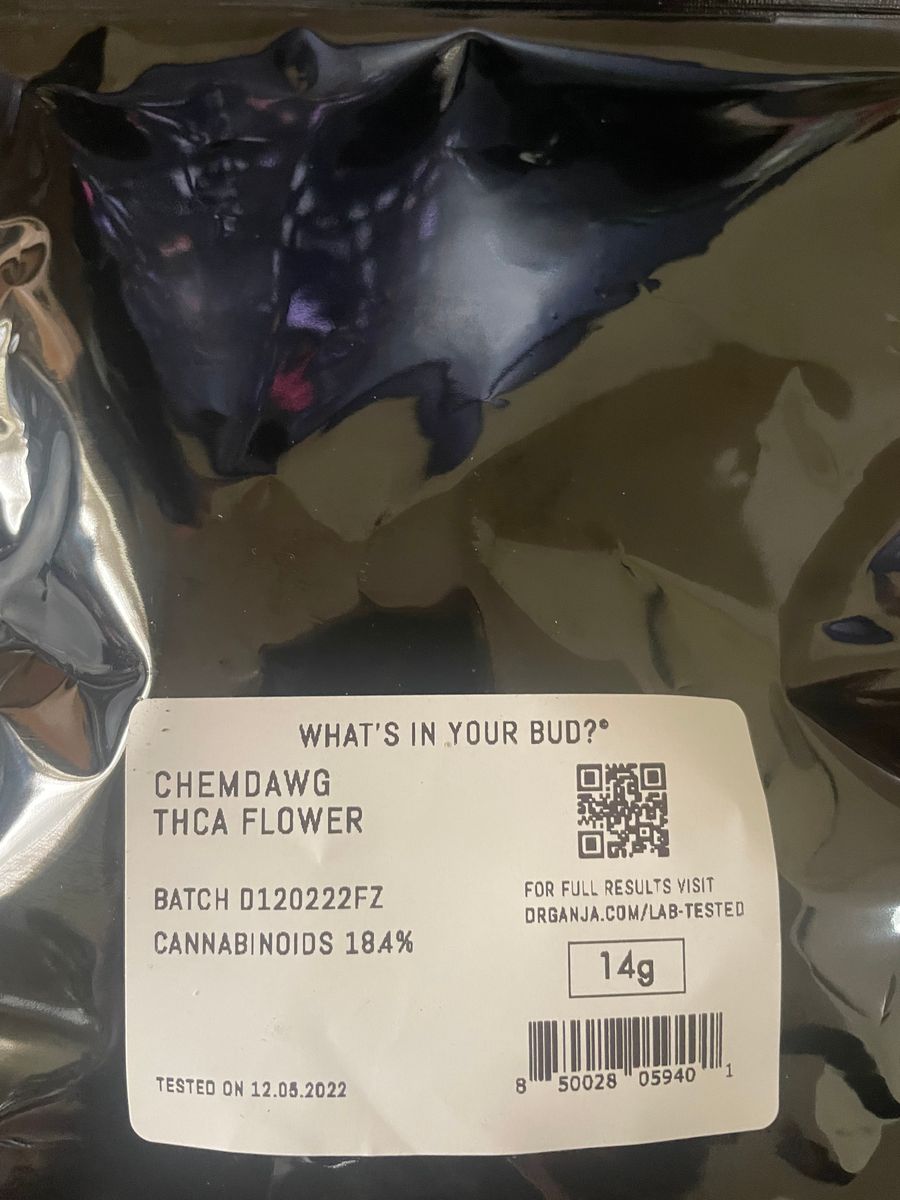 WHAT'S IN YOUR BUD?®
CHEMDAWG
THCA FLOWER
BATCH D120222FZ
CANNABINOIDS 18.4%
FOR FULL RESULTS VISIT
DRGANJA.COM/LAB-TESTED
14g
8 50028 05940 1
TESTED ON 12.08.2022